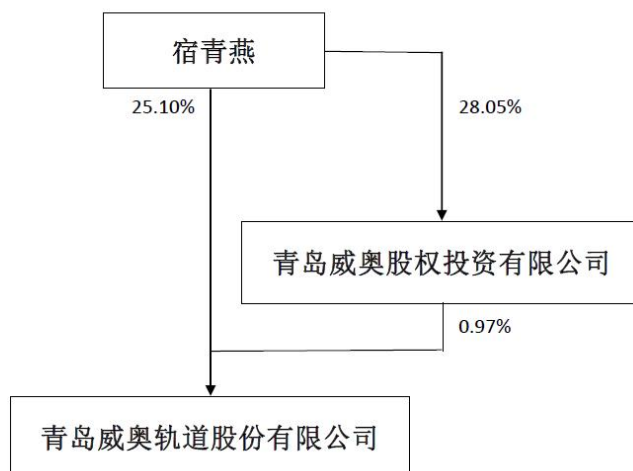 宿青燕
25.10%
28.05%
青岛威奥股权投资有限公司
0.97%
青岛威奥轨道股份有限公司